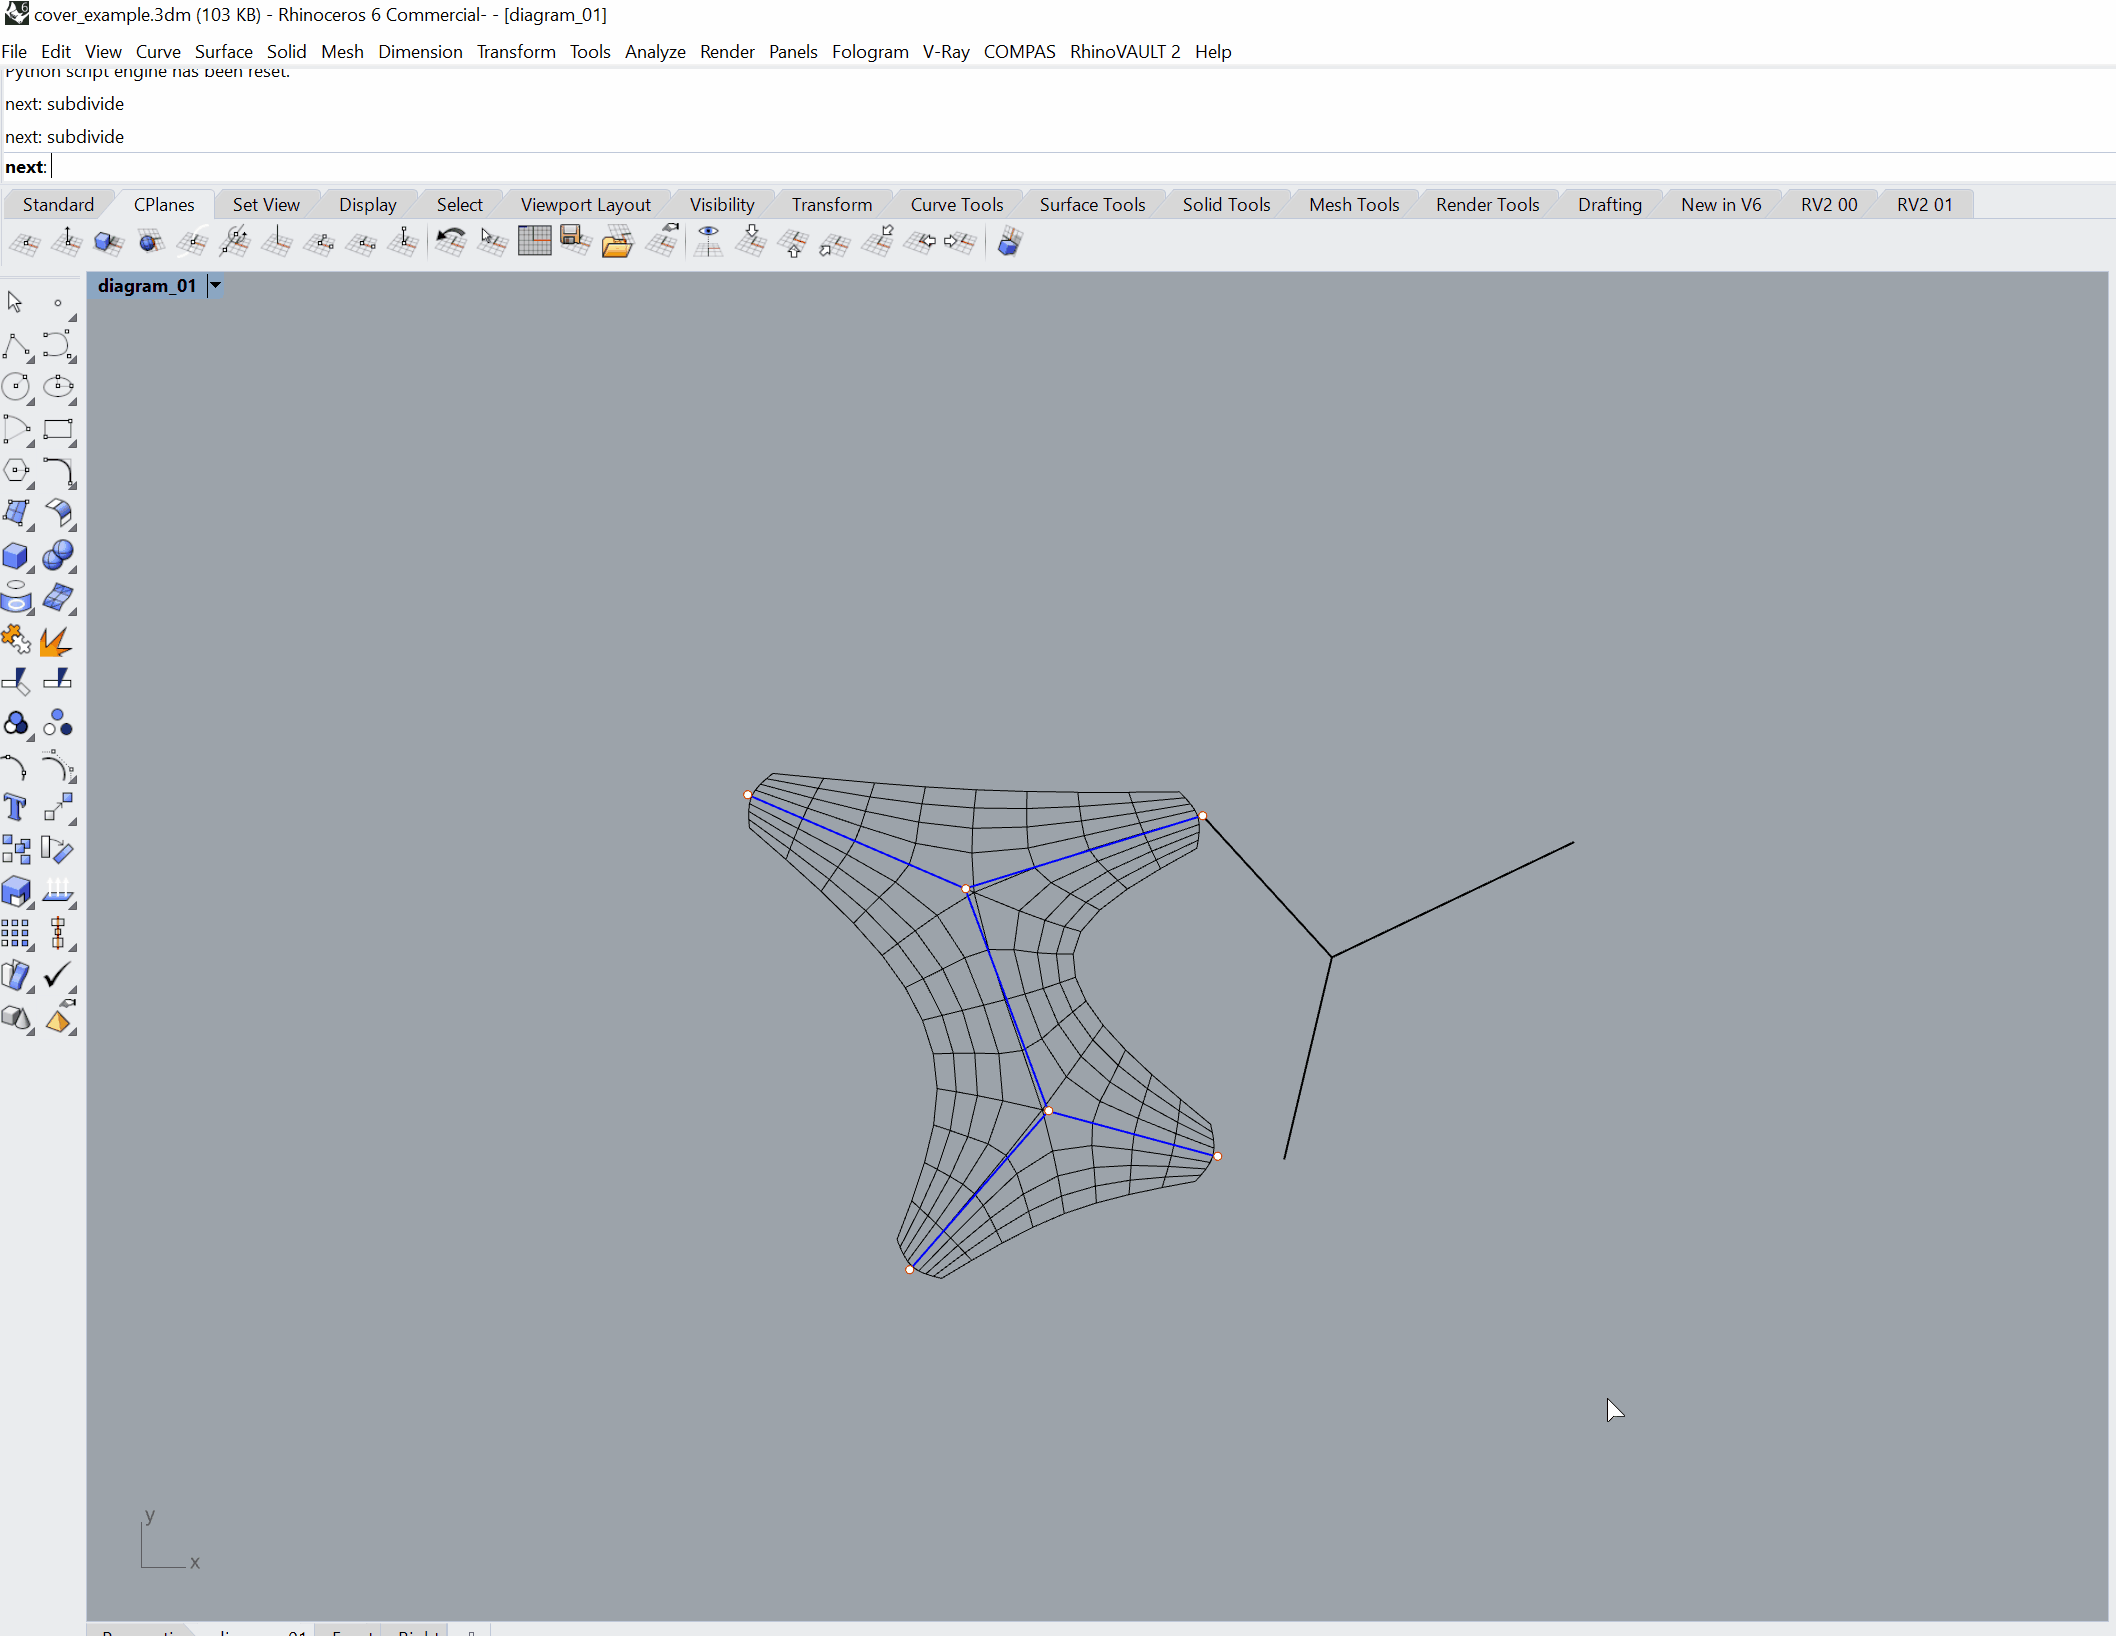 cover_example.3dm (103 KB) - Rhinoceros 6 Commercial- - [diagram_01]
File Edit View Curve Surface Solid Mesh Dimension Transform Tools Analyze Render Panels Fologram V-Ray COMPAS RhinoVAULT 2 Help
Python script engine has been reset.
next: subdivide
next: subdivide
next:
Standard CPlanes Set View Display Select Viewport Layout Visibility Transform Curve Tools Surface Tools Solid Tools Mesh Tools Render Tools Drafting New in V6 RV2 00 RV2 01
diagram_01
y
x